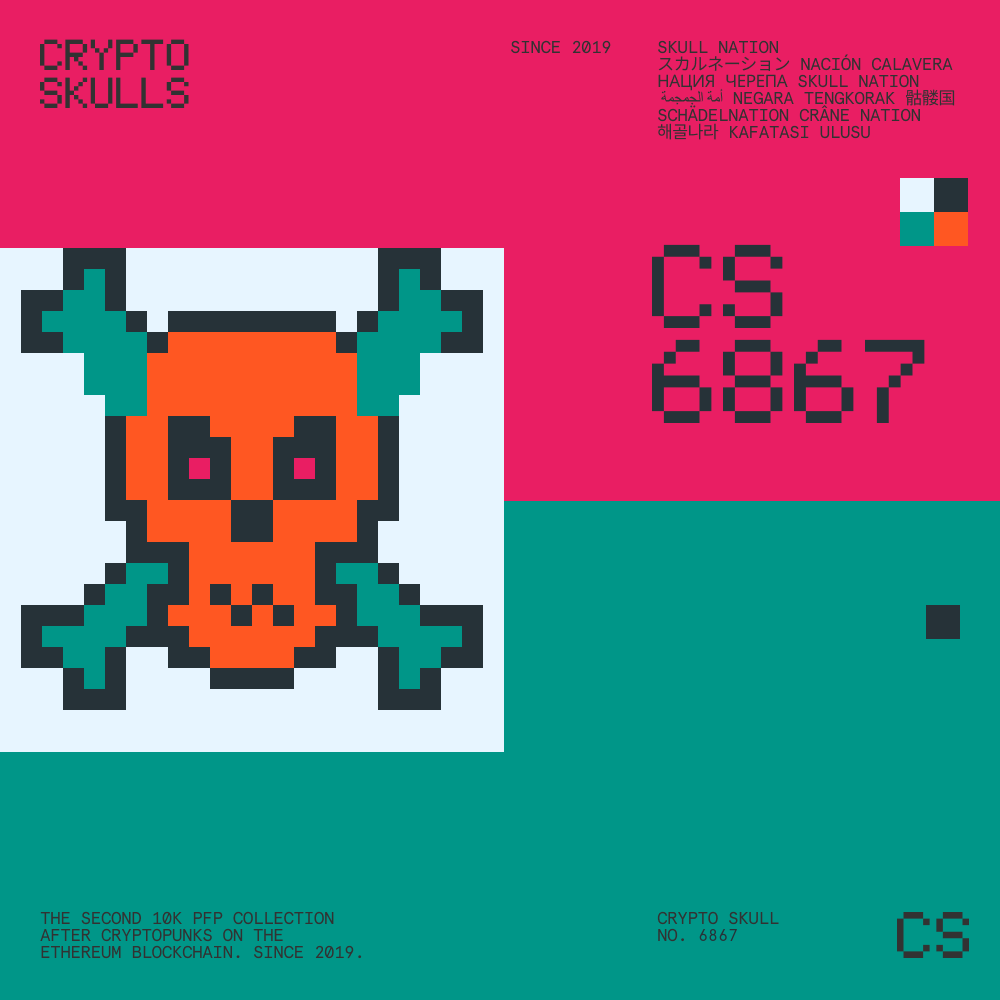 CRYPTO
SKULLS
SINCE 2019
SKULL NATION
スカルネーション NACIÓN CALAVERA
НАЦИЯ ЧЕРЕПА SKULL NATION
أمة الجمجمة NEGARA TENGKORAK 骷髅国
SCHÄDELNATION CRÂNE NATION
해골나라 KAFATASI ULUSU
CS
6867
THE SECOND 10K PFP COLLECTION
AFTER CRYPTOPUNKS ON THE
ETHEREUM BLOCKCHAIN. SINCE 2019.
CRYPTO SKULL
NO. 6867
CS